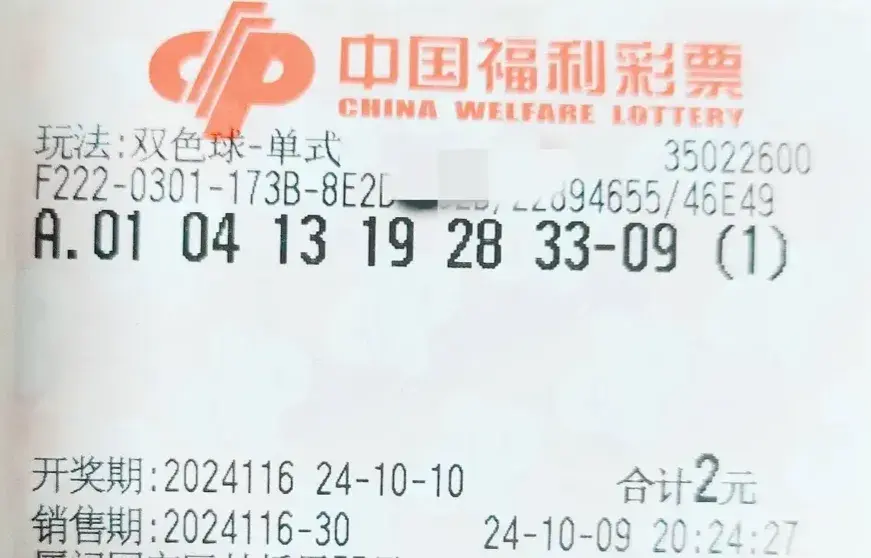 中国福利彩票
CHINA WELFARE LOTTERY
玩法:双色球-单式 35022600
F222-0301-173B-8E2D 22894655/46E49
A.01 04 13 19 28 33-09 (1)
开奖期:2024116 24-10-10 合计2元
销售期:2024116-30 24-10-09 20:24:27